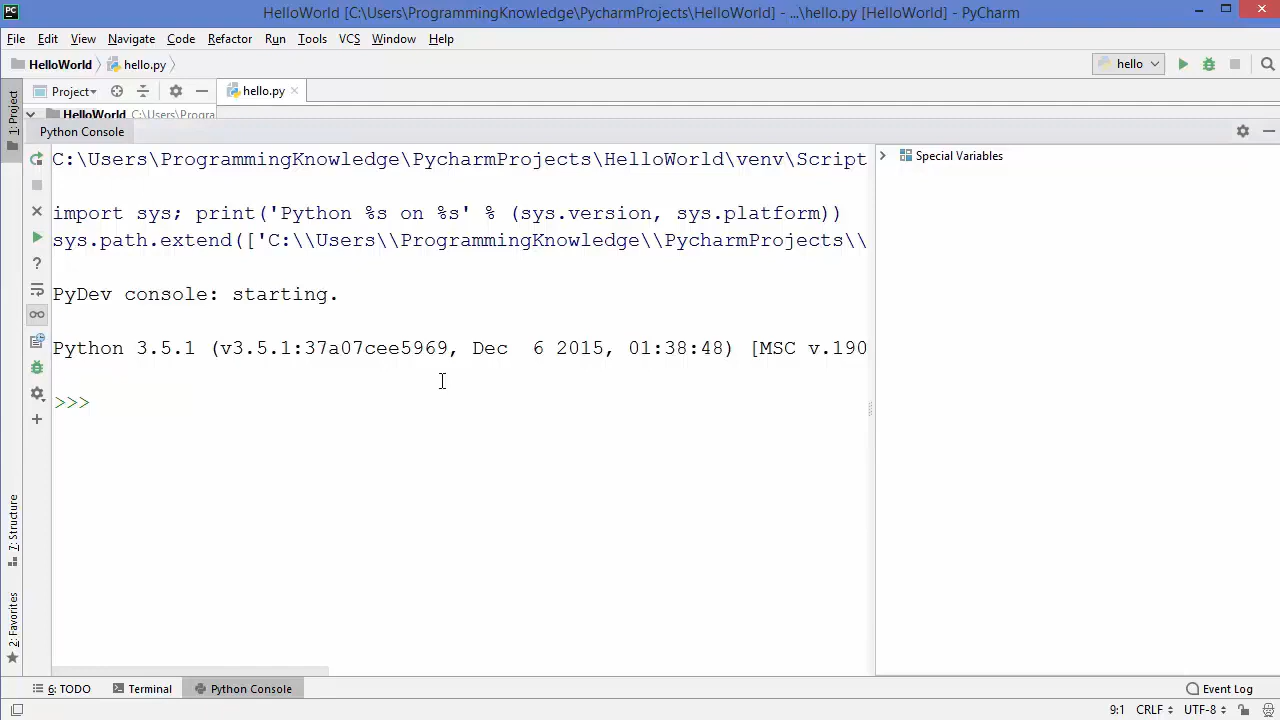 PC HelloWorld [C:\Users\ProgrammingKnowledge\PycharmProjects\HelloWorld] - ...\hello.py [HelloWorld] - PyCharm
File Edit View Navigate Code Refactor Run Tools VCS Window Help
HelloWorld hello.py hello
1: Project Project hello.py
HelloWorld C:\Users\Progra
Python Console
C:\Users\ProgrammingKnowledge\PycharmProjects\HelloWorld\venv\Script
Special Variables
import sys; print('Python %s on %s' % (sys.version, sys.platform))
sys.path.extend(['C:\\Users\\ProgrammingKnowledge\\PycharmProjects\\
PyDev console: starting.
Python 3.5.1 (v3.5.1:37a07cee5969, Dec  6 2015, 01:38:48) [MSC v.190
>>>
7: Structure
2: Favorites
6: TODO Terminal Python Console Event Log
9:1 CRLF UTF-8